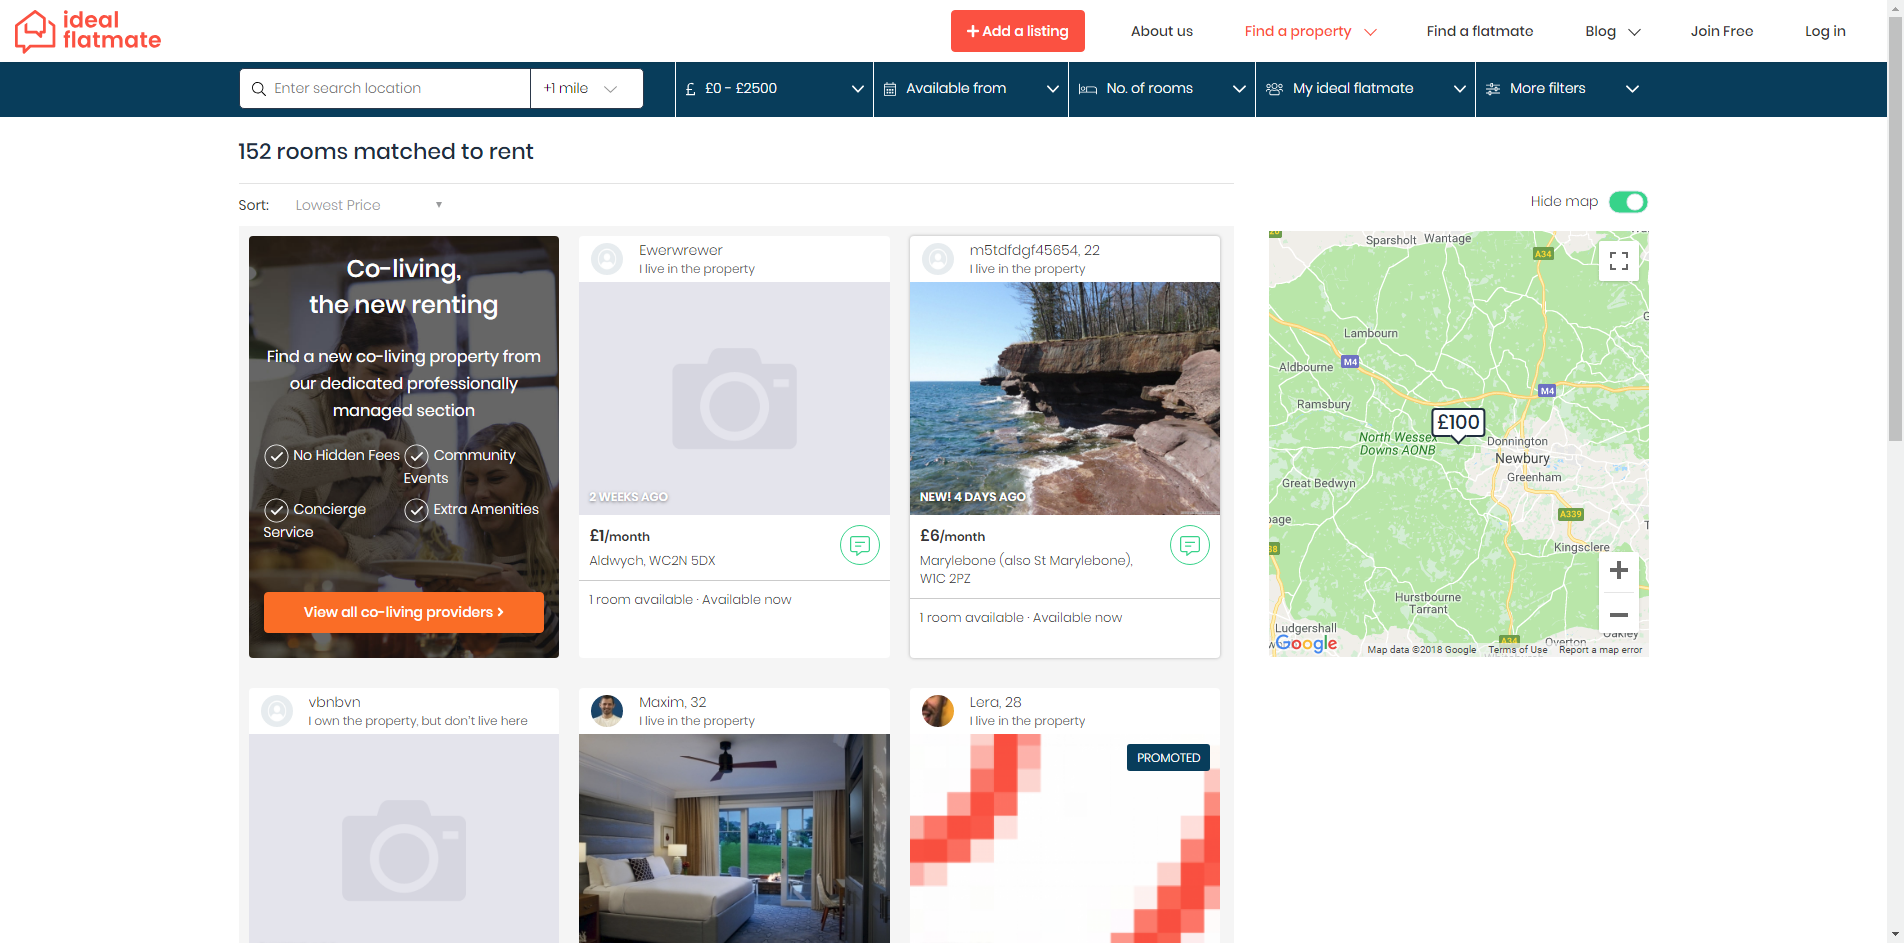 ideal
flatmate
+ Add a listing
About us
Find a property
Find a flatmate
Blog
Join Free
Log in
Enter search location
+1 mile
£ £0 - £2500
Available from
No. of rooms
My ideal flatmate
More filters
152 rooms matched to rent
Sort:
Lowest Price
Hide map
Co-living,
the new renting
Find a new co-living property from
our dedicated professionally
managed section
No Hidden Fees
Community
Events
Concierge
Service
Extra Amenities
View all co-living providers
Ewerwrewer
I live in the property
2 WEEKS AGO
£1/month
Aldwych, WC2N 5DX
1 room available · Available now
m5tdfdgf45654, 22
I live in the property
NEW! 4 DAYS AGO
£6/month
Marylebone (also St Marylebone),
W1C 2PZ
1 room available · Available now
vbnbvn
I own the property, but don't live here
Maxim, 32
I live in the property
Lera, 28
I live in the property
PROMOTED
Sparsholt
Wantage
A34
Lambourn
M4
Aldbourne
M4
Ramsbury
£100
North Wessex
Downs AONB
Donnington
Newbury
Greenham
Great Bedwyn
A339
Kingsclere
Hurstbourne
Tarrant
Ludgershall
A34
Overton
Oakley
Google
Map data ©2018 Google
Terms of Use
Report a map error